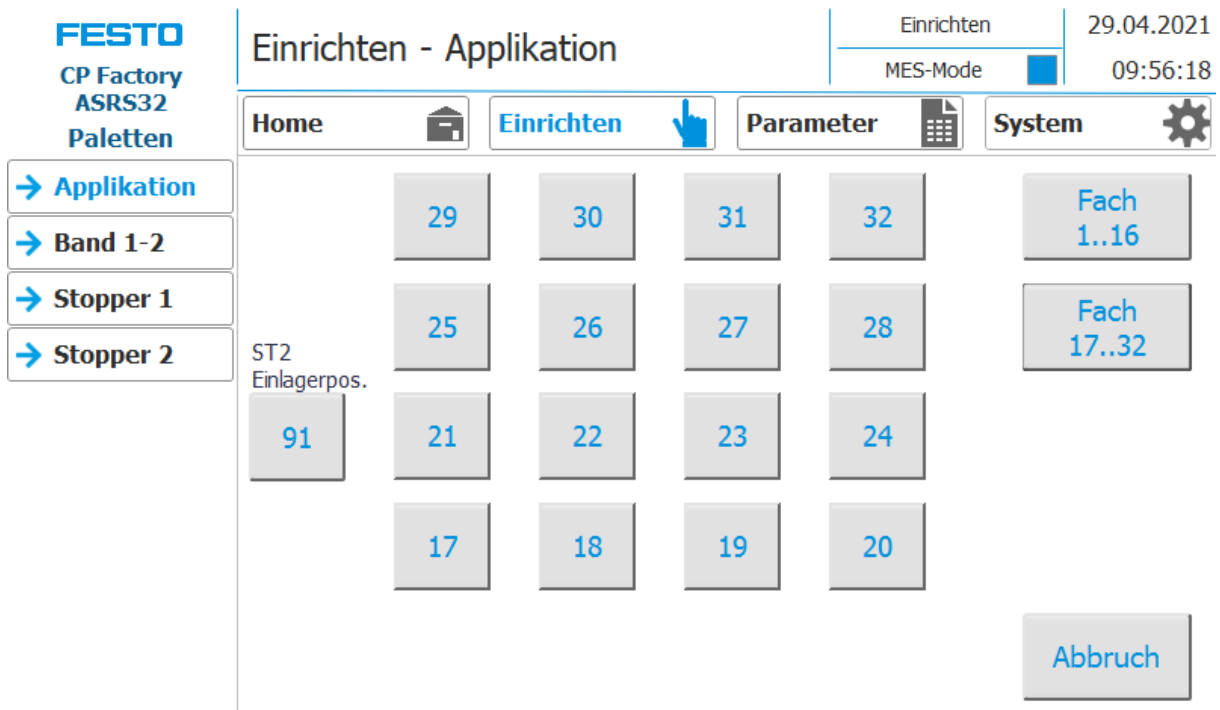 FESTO
CP Factory
ASRS32
Paletten
Einrichten - Applikation
Einrichten
MES-Mode
29.04.2021
09:56:18
Home
Einrichten
Parameter
System
Applikation
Band 1-2
Stopper 1
Stopper 2
29 30 31 32
Fach
1..16
25 26 27 28
Fach
17..32
ST2
Einlagerpos.
91 21 22 23 24
17 18 19 20
Abbruch